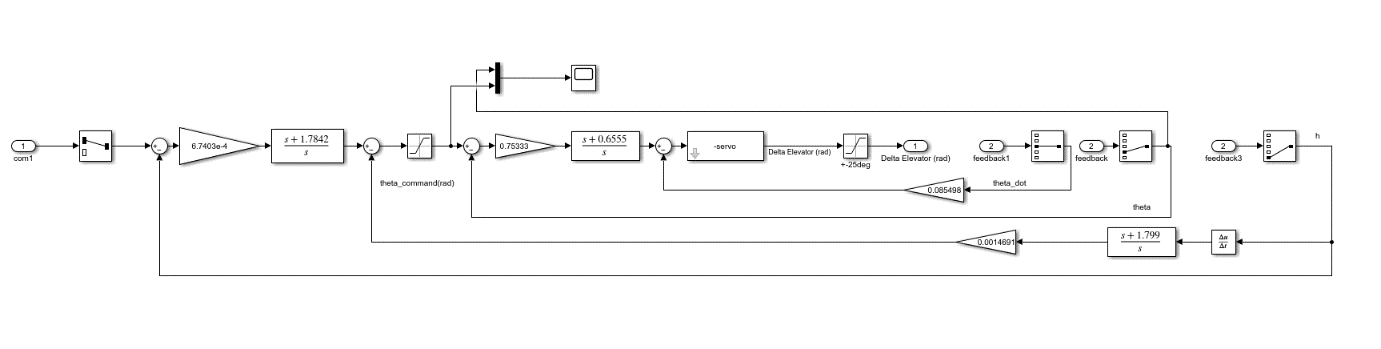 1
com1
6.7403e-4
s + 1.7842
s
theta_command(rad)
0.75333
s + 0.6555
s
-servo
Delta Elevator (rad)
+-25deg
1
Delta Elevator (rad)
2
feedback1
2
feedback
2
feedback3
h
0.085498
theta_dot
theta
0.0014691
s + 1.799
s
Δu
Δt